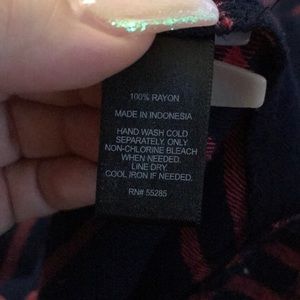 100% RAYON
MADE IN INDONESIA
HAND WASH COLD
SEPARATELY. ONLY
NON-CHLORINE BLEACH
WHEN NEEDED.
LINE DRY.
COOL IRON IF NEEDED.
RN# 55285